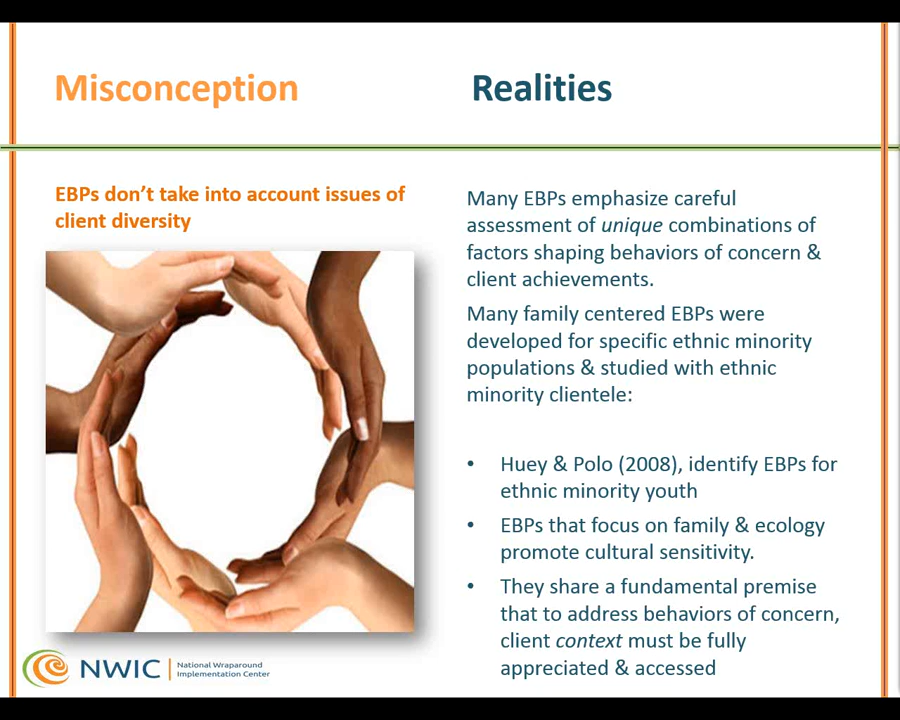 Misconception
Realities
EBPs don’t take into account issues of
client diversity
Many EBPs emphasize careful
assessment of unique combinations of
factors shaping behaviors of concern &
client achievements.
Many family centered EBPs were
developed for specific ethnic minority
populations & studied with ethnic
minority clientele:
• Huey & Polo (2008), identify EBPs for
ethnic minority youth
• EBPs that focus on family & ecology
promote cultural sensitivity.
• They share a fundamental premise
that to address behaviors of concern,
client context must be fully
appreciated & accessed
NWIC
National Wraparound
Implementation Center